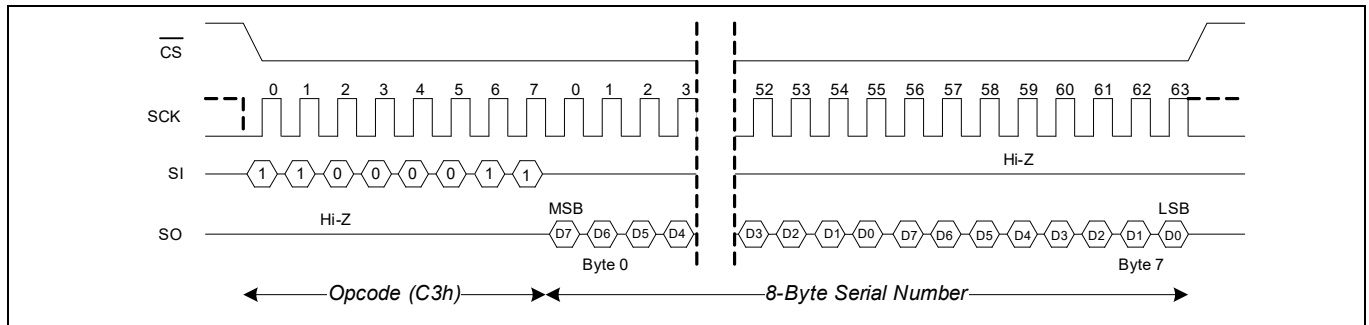 CS
0 1 2 3 4 5 6 7 0 1 2 3 52 53 54 55 56 57 58 59 60 61 62 63
SCK
Hi-Z
SI 1 1 0 0 0 0 1 1
Hi-Z MSB LSB
SO D7 D6 D5 D4 D3 D2 D1 D0 D7 D6 D5 D4 D3 D2 D1 D0
Byte 0 Byte 7
Opcode (C3h) 8-Byte Serial Number